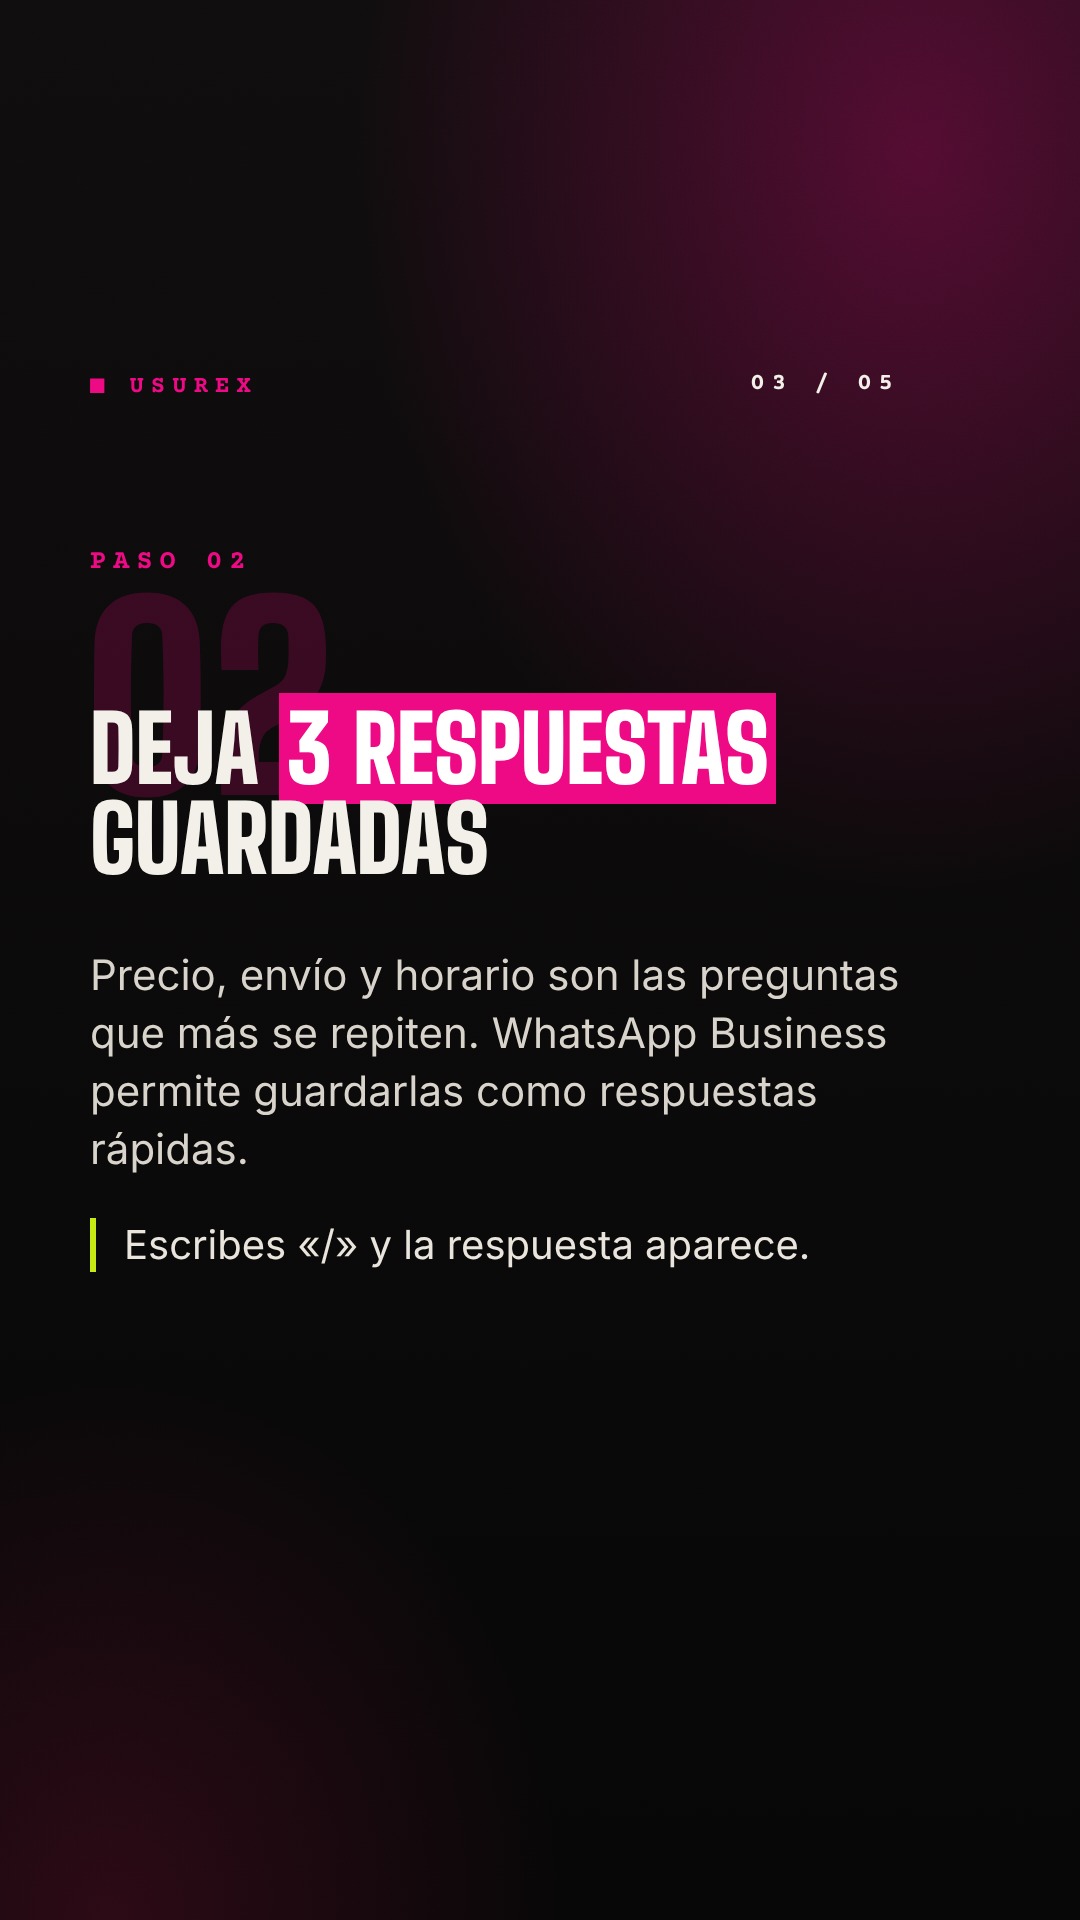 USUREX
03 / 05
PASO 02
02
DEJA 3 RESPUESTAS
GUARDADAS
Precio, envío y horario son las preguntas
que más se repiten. WhatsApp Business
permite guardarlas como respuestas
rápidas.
Escribes «/» y la respuesta aparece.